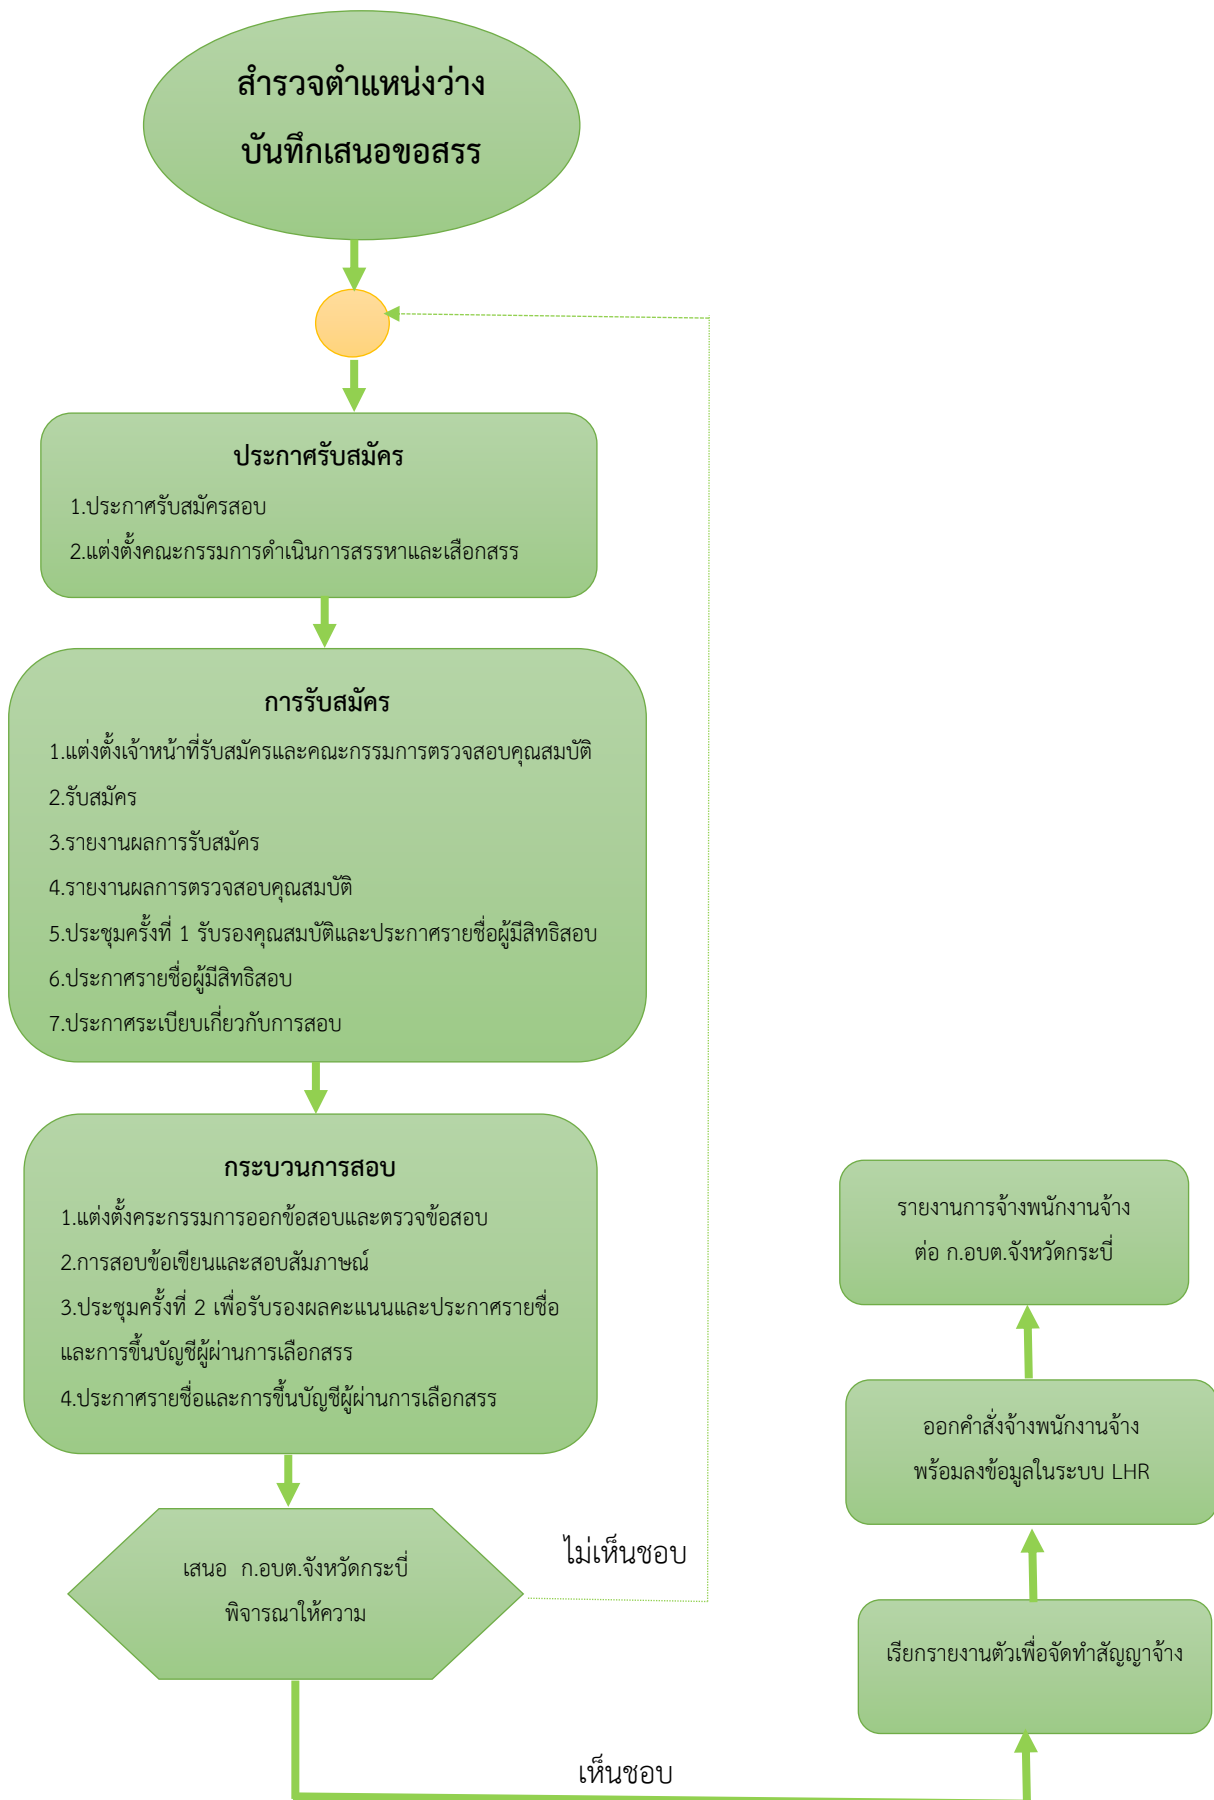 สำรวจตำแหน่งว่าง
บันทึกเสนอขอสรร
ประกาศรับสมัคร
1.ประกาศรับสมัครสอบ
2.แต่งตั้งคณะกรรมการดำเนินการสรรหาและเสือกสรร
การรับสมัคร
1.แต่งตั้งเจ้าหน้าที่รับสมัครและคณะกรรมการตรวจสอบคุณสมบัติ
2.รับสมัคร
3.รายงานผลการรับสมัคร
4.รายงานผลการตรวจสอบคุณสมบัติ
5.ประชุมครั้งที่ 1 รับรองคุณสมบัติและประกาศรายชื่อผู้มีสิทธิสอบ
6.ประกาศรายชื่อผู้มีสิทธิสอบ
7.ประกาศระเบียบเกี่ยวกับการสอบ
กระบวนการสอบ
1.แต่งตั้งคระกรรมการออกข้อสอบและตรวจข้อสอบ
2.การสอบข้อเขียนและสอบสัมภาษณ์
3.ประชุมครั้งที่ 2 เพื่อรับรองผลคะแนนและประกาศรายชื่อ
และการขึ้นบัญชีผู้ผ่านการเลือกสรร
4.ประกาศรายชื่อและการขึ้นบัญชีผู้ผ่านการเลือกสรร
เสนอ ก.อบต.จังหวัดกระบี่
พิจารณาให้ความ
ไม่เห็นชอบ
เห็นชอบ
เรียกรายงานตัวเพื่อจัดทำสัญญาจ้าง
ออกคำสั่งจ้างพนักงานจ้าง
พร้อมลงข้อมูลในระบบ LHR
รายงานการจ้างพนักงานจ้าง
ต่อ ก.อบต.จังหวัดกระบี่